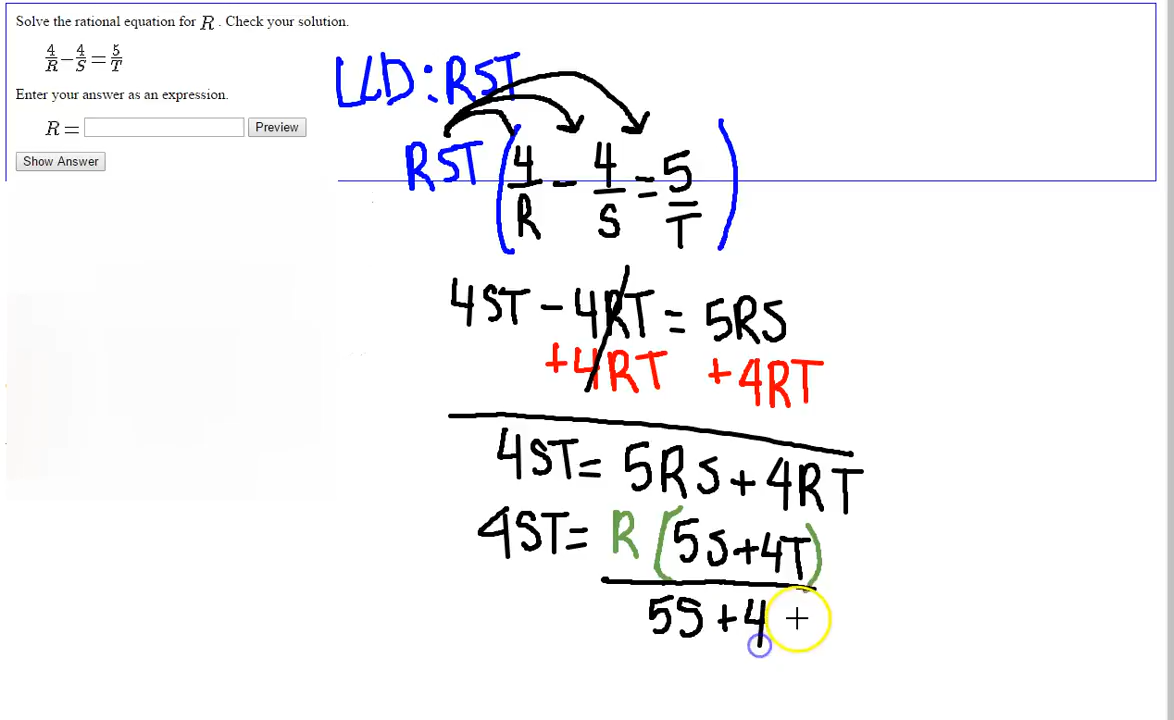 Solve the rational equation for R . Check your solution.
4/R − 4/S = 5/T
Enter your answer as an expression.
R =
Preview
Show Answer
LCD: RST
RST ( 4/R − 4/S = 5/T )
4ST − 4RT = 5RS
+4RT +4RT
4ST = 5RS + 4RT
4ST = R (5S + 4T)
5S + 4